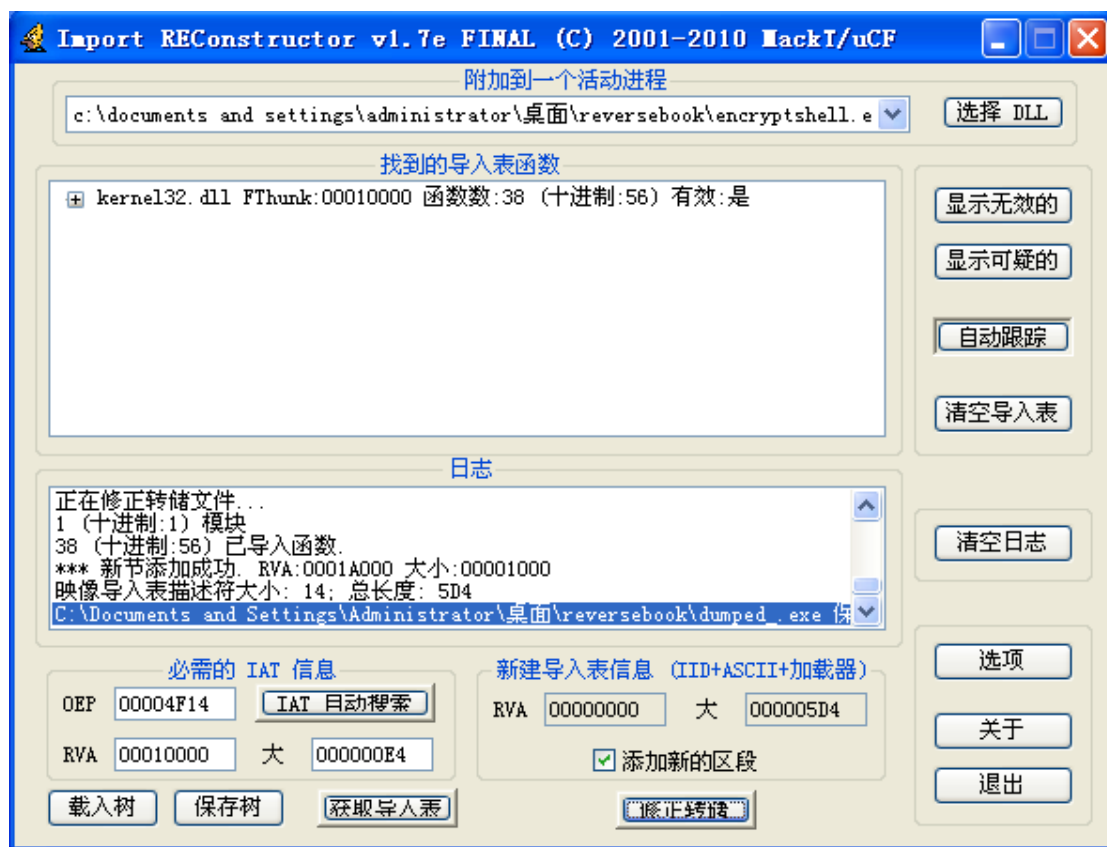 Import REConstructor v1.7e FINAL (C) 2001-2010 MackT/uCF
附加到一个活动进程
c:\documents and settings\administrator\桌面\reversebook\encryptshell.e
选择 DLL
找到的导入表函数
kernel32.dll FThunk:00010000 函数数:38 (十进制:56) 有效:是
显示无效的
显示可疑的
自动跟踪
清空导入表
日志
正在修正转储文件...
1 (十进制:1) 模块
38 (十进制:56) 已导入函数.
*** 新节添加成功. RVA:0001A000 大小:00001000
映像导入表描述符大小: 14; 总长度: 5D4
C:\Documents and Settings\Administrator\桌面\reversebook\dumped_.exe 保
清空日志
必需的 IAT 信息
OEP 00004F14 IAT 自动搜索
RVA 00010000 大 000000E4
新建导入表信息 (IID+ASCII+加载器)
RVA 00000000 大 000005D4
添加新的区段
载入树 保存树 获取导入表 修正转储
选项
关于
退出